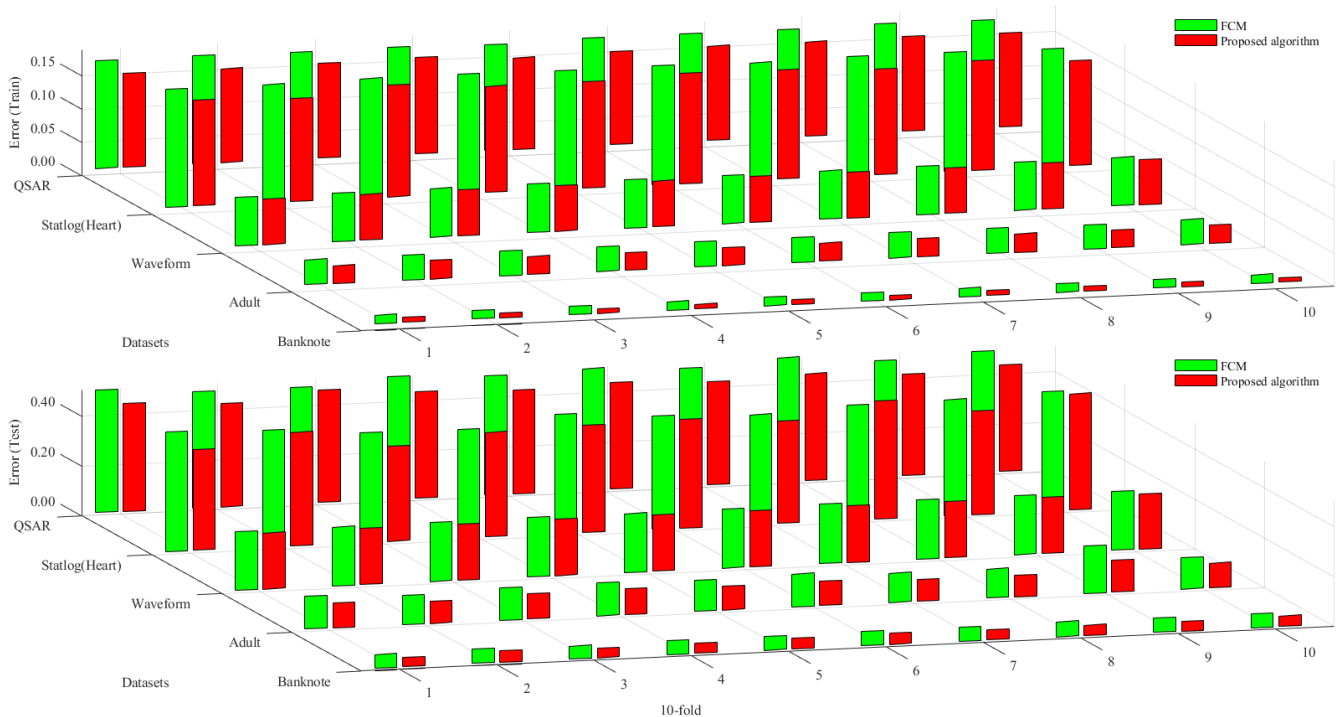 FCM
Proposed algorithm
Error (Train)
0.15
0.10
0.05
0.00
QSAR
Statlog(Heart)
Waveform
Adult
Banknote
Datasets
1
2
3
4
5
6
7
8
9
10
FCM
Proposed algorithm
Error (Test)
0.40
0.20
0.00
QSAR
Statlog(Heart)
Waveform
Adult
Banknote
Datasets
1
2
3
4
5
6
7
8
9
10
10-fold